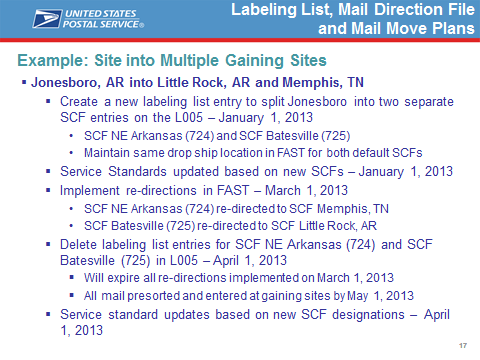 UNITED STATES
POSTAL SERVICE®
Labeling List, Mail Direction File
and Mail Move Plans
Example: Site into Multiple Gaining Sites
▪ Jonesboro, AR into Little Rock, AR and Memphis, TN
▪ Create a new labeling list entry to split Jonesboro into two separate
SCF entries on the L005 – January 1, 2013
• SCF NE Arkansas (724) and SCF Batesville (725)
• Maintain same drop ship location in FAST for both default SCFs
▪ Service Standards updated based on new SCFs – January 1, 2013
▪ Implement re-directions in FAST – March 1, 2013
• SCF NE Arkansas (724) re-directed to SCF Memphis, TN
• SCF Batesville (725) re-directed to SCF Little Rock, AR
▪ Delete labeling list entries for SCF NE Arkansas (724) and SCF
Batesville (725) in L005 – April 1, 2013
▪ Will expire all re-directions implemented on March 1, 2013
▪ All mail presorted and entered at gaining sites by May 1, 2013
▪ Service standard updates based on new SCF designations – April
1, 2013
17